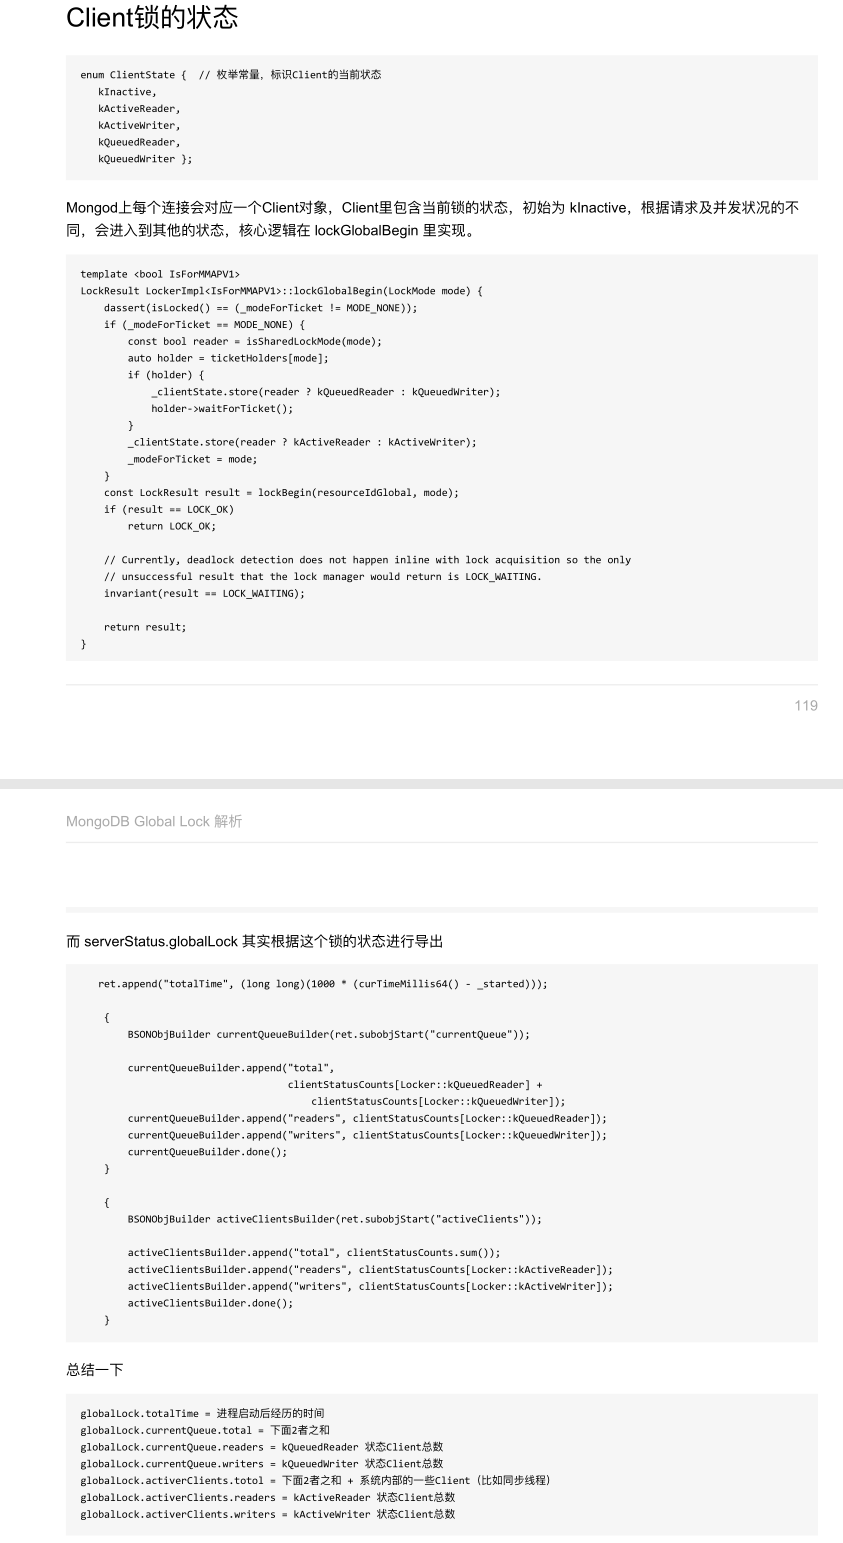 Client锁的状态
enum ClientState {  // 枚举常量，标识Client的当前状态
   kInactive,
   kActiveReader,
   kActiveWriter,
   kQueuedReader,
   kQueuedWriter };
Mongod上每个连接会对应一个Client对象，Client里包含当前锁的状态，初始为 kInactive，根据请求及并发状况的不
同，会进入到其他的状态，核心逻辑在 lockGlobalBegin 里实现。
template <bool IsForMMAPV1>
LockResult LockerImpl<IsForMMAPV1>::lockGlobalBegin(LockMode mode) {
    dassert(isLocked() == (_modeForTicket != MODE_NONE));
    if (_modeForTicket == MODE_NONE) {
        const bool reader = isSharedLockMode(mode);
        auto holder = ticketHolders[mode];
        if (holder) {
            _clientState.store(reader ? kQueuedReader : kQueuedWriter);
            holder->waitForTicket();
        }
        _clientState.store(reader ? kActiveReader : kActiveWriter);
        _modeForTicket = mode;
    }
    const LockResult result = lockBegin(resourceIdGlobal, mode);
    if (result == LOCK_OK)
        return LOCK_OK;
    // Currently, deadlock detection does not happen inline with lock acquisition so the only
    // unsuccessful result that the lock manager would return is LOCK_WAITING.
    invariant(result == LOCK_WAITING);
    return result;
}
119
MongoDB Global Lock 解析
而 serverStatus.globalLock 其实根据这个锁的状态进行导出
   ret.append("totalTime", (long long)(1000 * (curTimeMillis64() - _started)));
    {
        BSONObjBuilder currentQueueBuilder(ret.subobjStart("currentQueue"));
        currentQueueBuilder.append("total",
                                   clientStatusCounts[Locker::kQueuedReader] +
                                       clientStatusCounts[Locker::kQueuedWriter]);
        currentQueueBuilder.append("readers", clientStatusCounts[Locker::kQueuedReader]);
        currentQueueBuilder.append("writers", clientStatusCounts[Locker::kQueuedWriter]);
        currentQueueBuilder.done();
    }
    {
        BSONObjBuilder activeClientsBuilder(ret.subobjStart("activeClients"));
        activeClientsBuilder.append("total", clientStatusCounts.sum());
        activeClientsBuilder.append("readers", clientStatusCounts[Locker::kActiveReader]);
        activeClientsBuilder.append("writers", clientStatusCounts[Locker::kActiveWriter]);
        activeClientsBuilder.done();
    }
总结一下
globalLock.totalTime = 进程启动后经历的时间
globalLock.currentQueue.total = 下面2者之和
globalLock.currentQueue.readers = kQueuedReader 状态Client总数
globalLock.currentQueue.writers = kQueuedWriter 状态Client总数
globalLock.activerClients.totol = 下面2者之和 + 系统内部的一些Client（比如同步线程）
globalLock.activerClients.readers = kActiveReader 状态Client总数
globalLock.activerClients.writers = kActiveWriter 状态Client总数